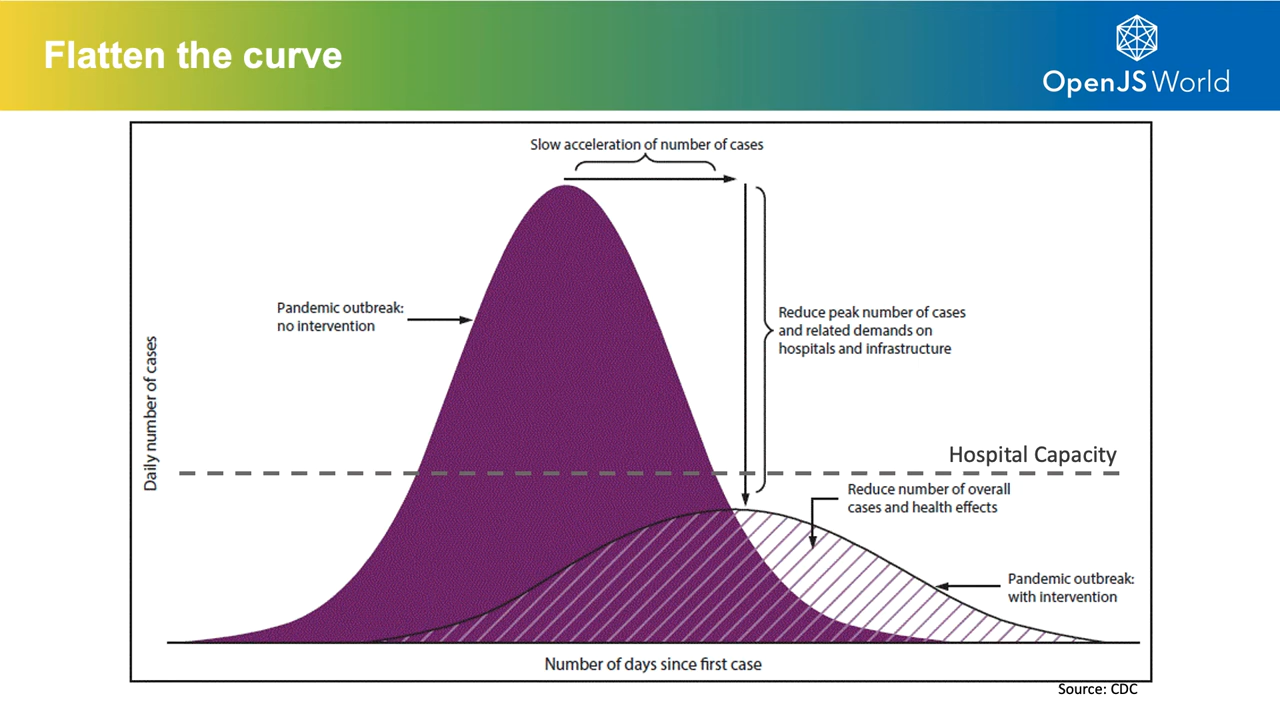 Flatten the curve
OpenJS World
Slow acceleration of number of cases
Pandemic outbreak:
no intervention
Reduce peak number of cases
and related demands on
hospitals and infrastructure
Daily number of cases
Hospital Capacity
Reduce number of overall
cases and health effects
Pandemic outbreak:
with intervention
Number of days since first case
Source: CDC